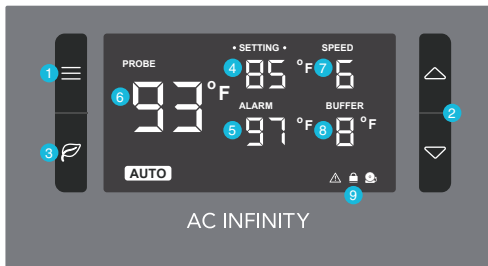 • SETTING •
SPEED
PROBE
1
4
85 °F
7
6
6
93 °F
2
ALARM
BUFFER
3
5
97 °F
8
8 °F
AUTO
9
AC INFINITY